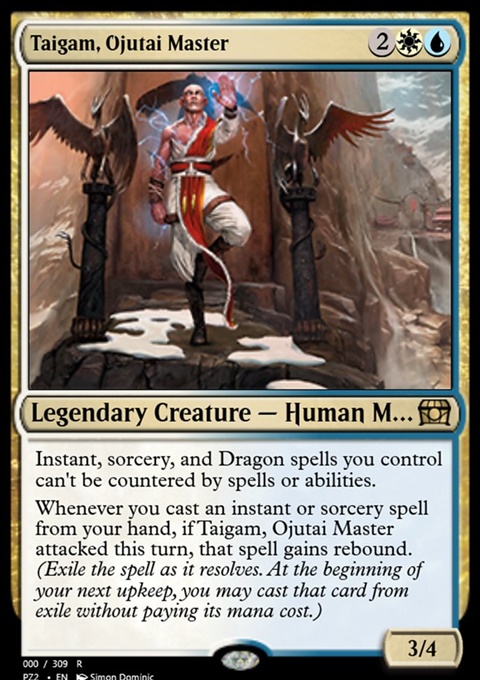 Taigam, Ojutai Master 2
Legendary Creature — Human M...
Instant, sorcery, and Dragon spells you control
can't be countered by spells or abilities.
Whenever you cast an instant or sorcery spell
from your hand, if Taigam, Ojutai Master
attacked this turn, that spell gains rebound.
(Exile the spell as it resolves. At the beginning of
your next upkeep, you may cast that card from
exile without paying its mana cost.)
3/4
000 / 309 R
PZ2 • EN Simon Dominic